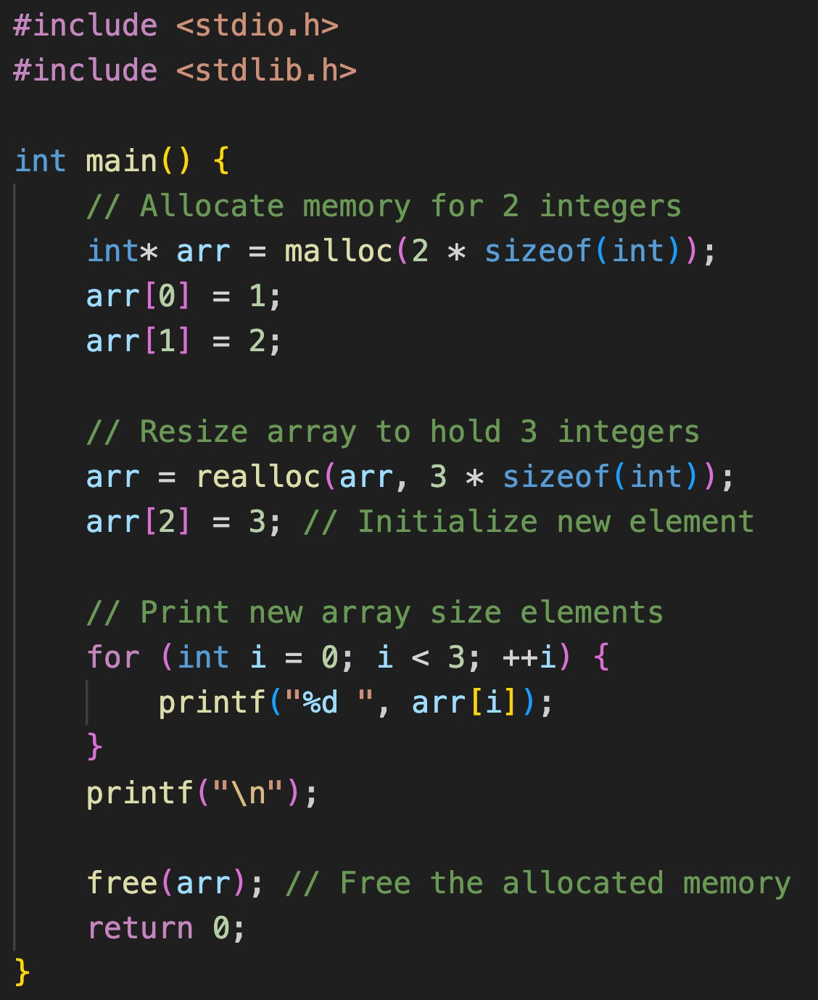 #include <stdio.h>
#include <stdlib.h>

int main() {
    // Allocate memory for 2 integers
    int* arr = malloc(2 * sizeof(int));
    arr[0] = 1;
    arr[1] = 2;

    // Resize array to hold 3 integers
    arr = realloc(arr, 3 * sizeof(int));
    arr[2] = 3; // Initialize new element

    // Print new array size elements
    for (int i = 0; i < 3; ++i) {
        printf("%d ", arr[i]);
    }
    printf("\n");

    free(arr); // Free the allocated memory
    return 0;
}